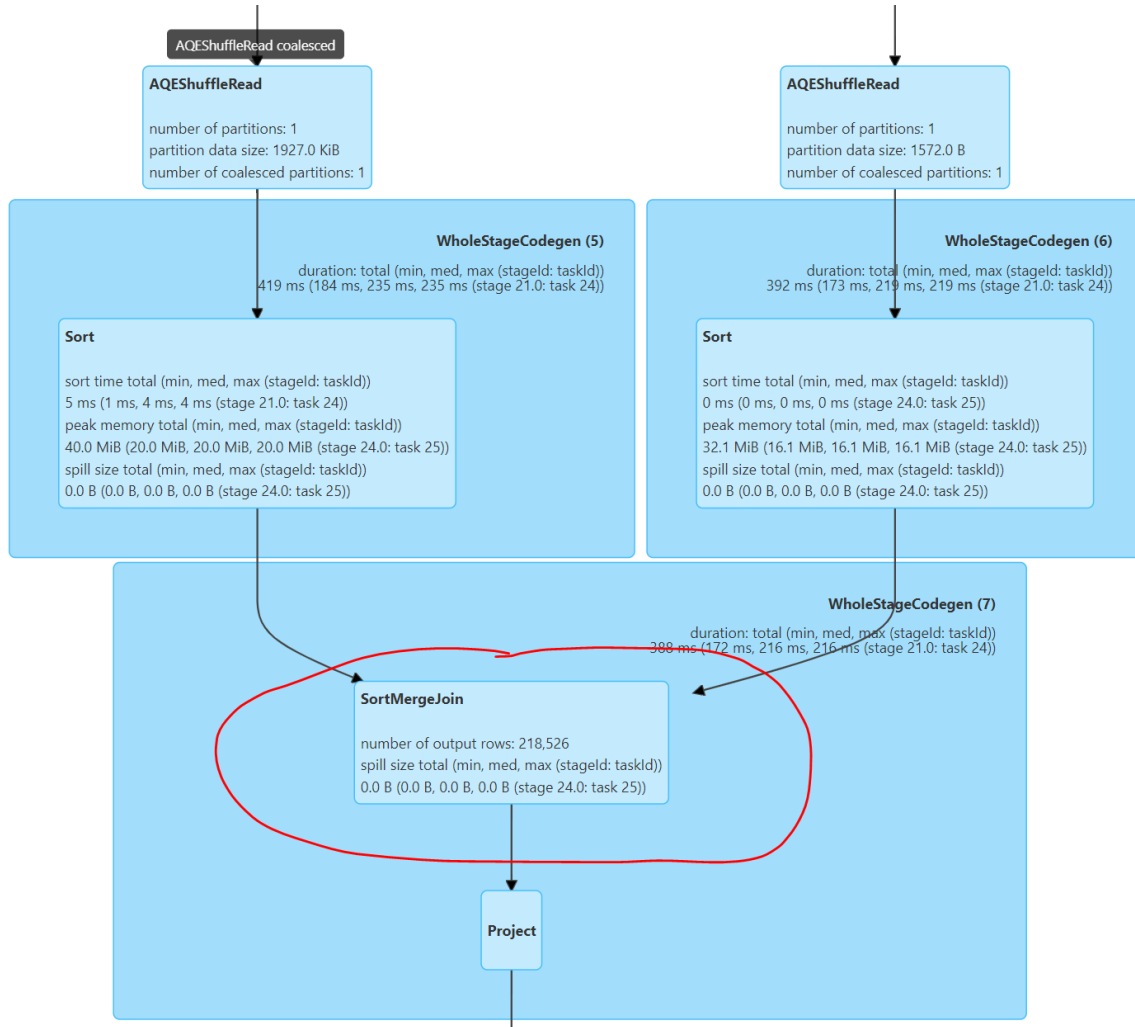 AQEShuffleRead coalesced
AQEShuffleRead
number of partitions: 1
partition data size: 1927.0 KiB
number of coalesced partitions: 1
AQEShuffleRead
number of partitions: 1
partition data size: 1572.0 B
number of coalesced partitions: 1
WholeStageCodegen (5)
duration: total (min, med, max (stageId: taskId))
419 ms (184 ms, 235 ms, 235 ms (stage 21.0: task 24))
Sort
sort time total (min, med, max (stageId: taskId))
5 ms (1 ms, 4 ms, 4 ms (stage 21.0: task 24))
peak memory total (min, med, max (stageId: taskId))
40.0 MiB (20.0 MiB, 20.0 MiB, 20.0 MiB (stage 24.0: task 25))
spill size total (min, med, max (stageId: taskId))
0.0 B (0.0 B, 0.0 B, 0.0 B (stage 24.0: task 25))
WholeStageCodegen (6)
duration: total (min, med, max (stageId: taskId))
392 ms (173 ms, 219 ms, 219 ms (stage 21.0: task 24))
Sort
sort time total (min, med, max (stageId: taskId))
0 ms (0 ms, 0 ms, 0 ms (stage 24.0: task 25))
peak memory total (min, med, max (stageId: taskId))
32.1 MiB (16.1 MiB, 16.1 MiB, 16.1 MiB (stage 24.0: task 25))
spill size total (min, med, max (stageId: taskId))
0.0 B (0.0 B, 0.0 B, 0.0 B (stage 24.0: task 25))
WholeStageCodegen (7)
duration: total (min, med, max (stageId: taskId))
388 ms (172 ms, 216 ms, 216 ms (stage 21.0: task 24))
SortMergeJoin
number of output rows: 218,526
spill size total (min, med, max (stageId: taskId))
0.0 B (0.0 B, 0.0 B, 0.0 B (stage 24.0: task 25))
Project